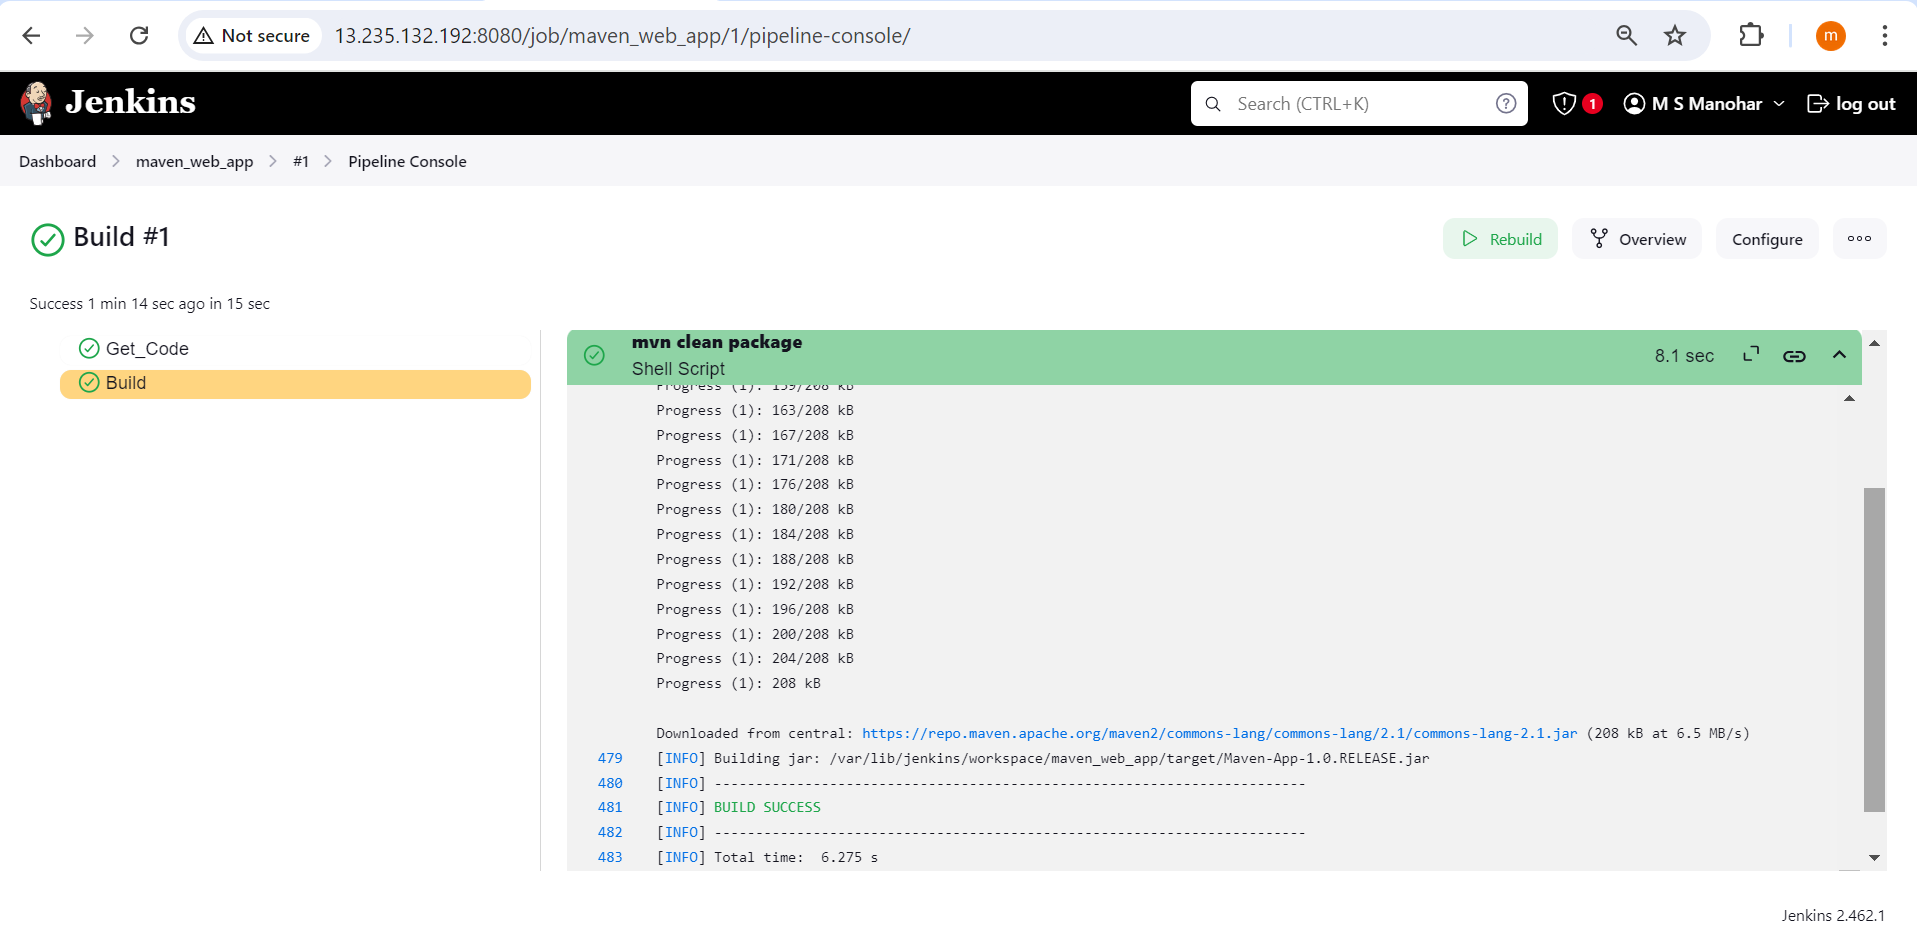 Not secure 13.235.132.192:8080/job/maven_web_app/1/pipeline-console/ m
Jenkins Search (CTRL+K) ? 1 M S Manohar log out
Dashboard > maven_web_app > #1 > Pipeline Console
Build #1 Rebuild Overview Configure
Success 1 min 14 sec ago in 15 sec
Get_Code
Build
mvn clean package
Shell Script 8.1 sec
Progress (1): 159/208 kB
Progress (1): 163/208 kB
Progress (1): 167/208 kB
Progress (1): 171/208 kB
Progress (1): 176/208 kB
Progress (1): 180/208 kB
Progress (1): 184/208 kB
Progress (1): 188/208 kB
Progress (1): 192/208 kB
Progress (1): 196/208 kB
Progress (1): 200/208 kB
Progress (1): 204/208 kB
Progress (1): 208 kB
Downloaded from central: https://repo.maven.apache.org/maven2/commons-lang/commons-lang/2.1/commons-lang-2.1.jar (208 kB at 6.5 MB/s)
479 [INFO] Building jar: /var/lib/jenkins/workspace/maven_web_app/target/Maven-App-1.0.RELEASE.jar
480 [INFO] ------------------------------------------------------------------------
481 [INFO] BUILD SUCCESS
482 [INFO] ------------------------------------------------------------------------
483 [INFO] Total time:  6.275 s
Jenkins 2.462.1